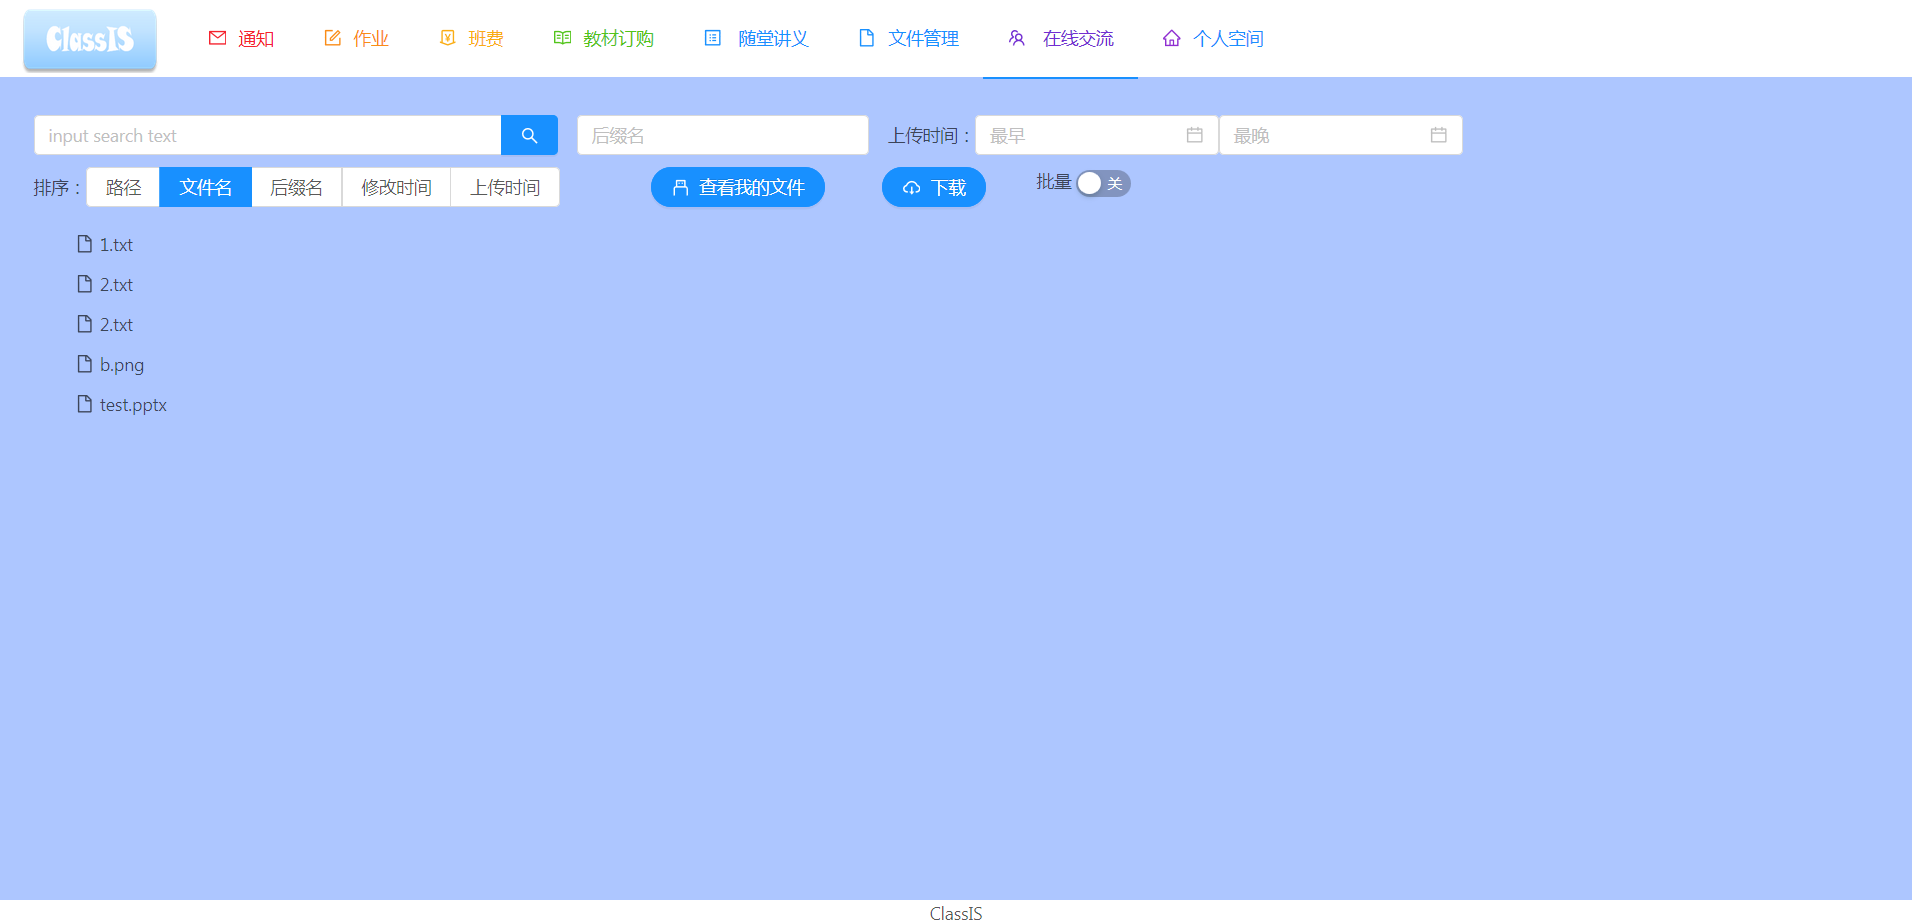 ClassIS 通知 作业 班费 教材订购 随堂讲义 文件管理 在线交流 个人空间
input search text 后缀名 上传时间： 最早 最晚
排序： 路径 文件名 后缀名 修改时间 上传时间 查看我的文件 下载 批量 关
1.txt
2.txt
2.txt
b.png
test.pptx
ClassIS